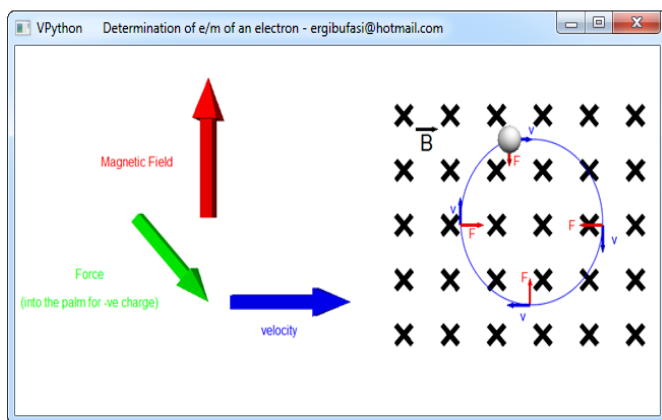 VPython Determination of e/m of an electron - ergibufasi@hotmail.com
Magnetic Field
Force
(into the palm for -ve charge)
velocity
B
v
F
v
F
F
v
F
v